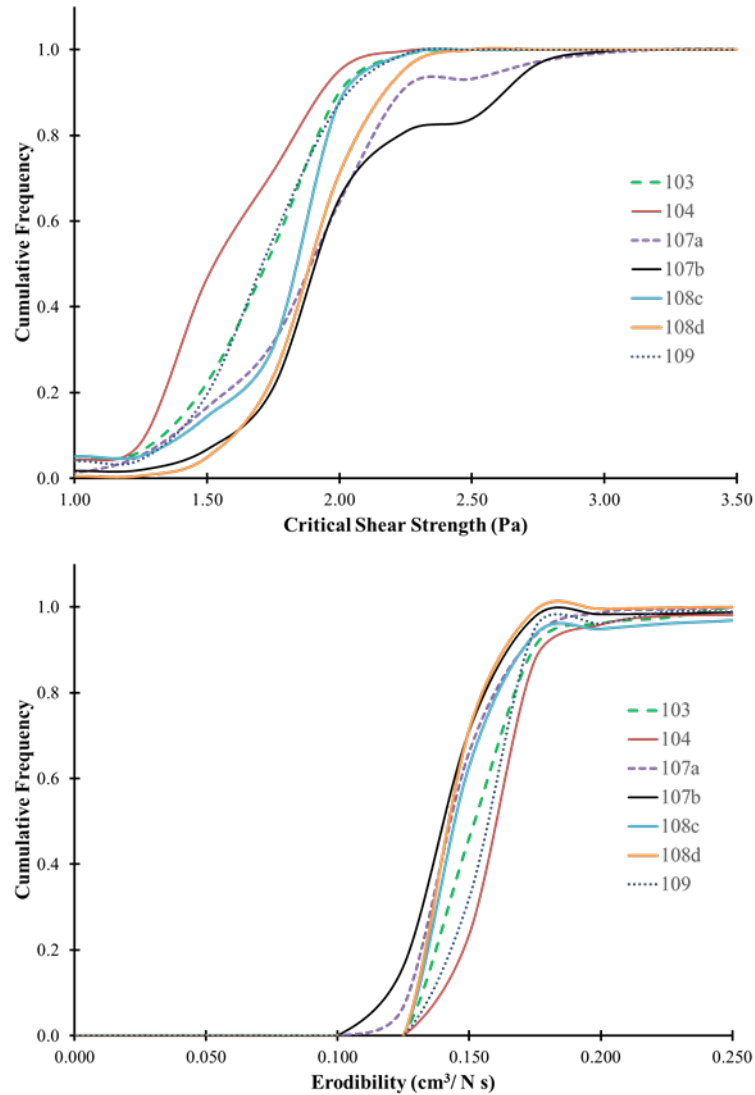 1.0
0.8
0.6
0.4
0.2
0.0
Cumulative Frequency
103
104
107a
107b
108c
108d
109
1.00 1.50 2.00 2.50 3.00 3.50
Critical Shear Strength (Pa)
1.0
0.8
0.6
0.4
0.2
0.0
Cumulative Frequency
103
104
107a
107b
108c
108d
109
0.000 0.050 0.100 0.150 0.200 0.250
Erodibility (cm³/ N s)